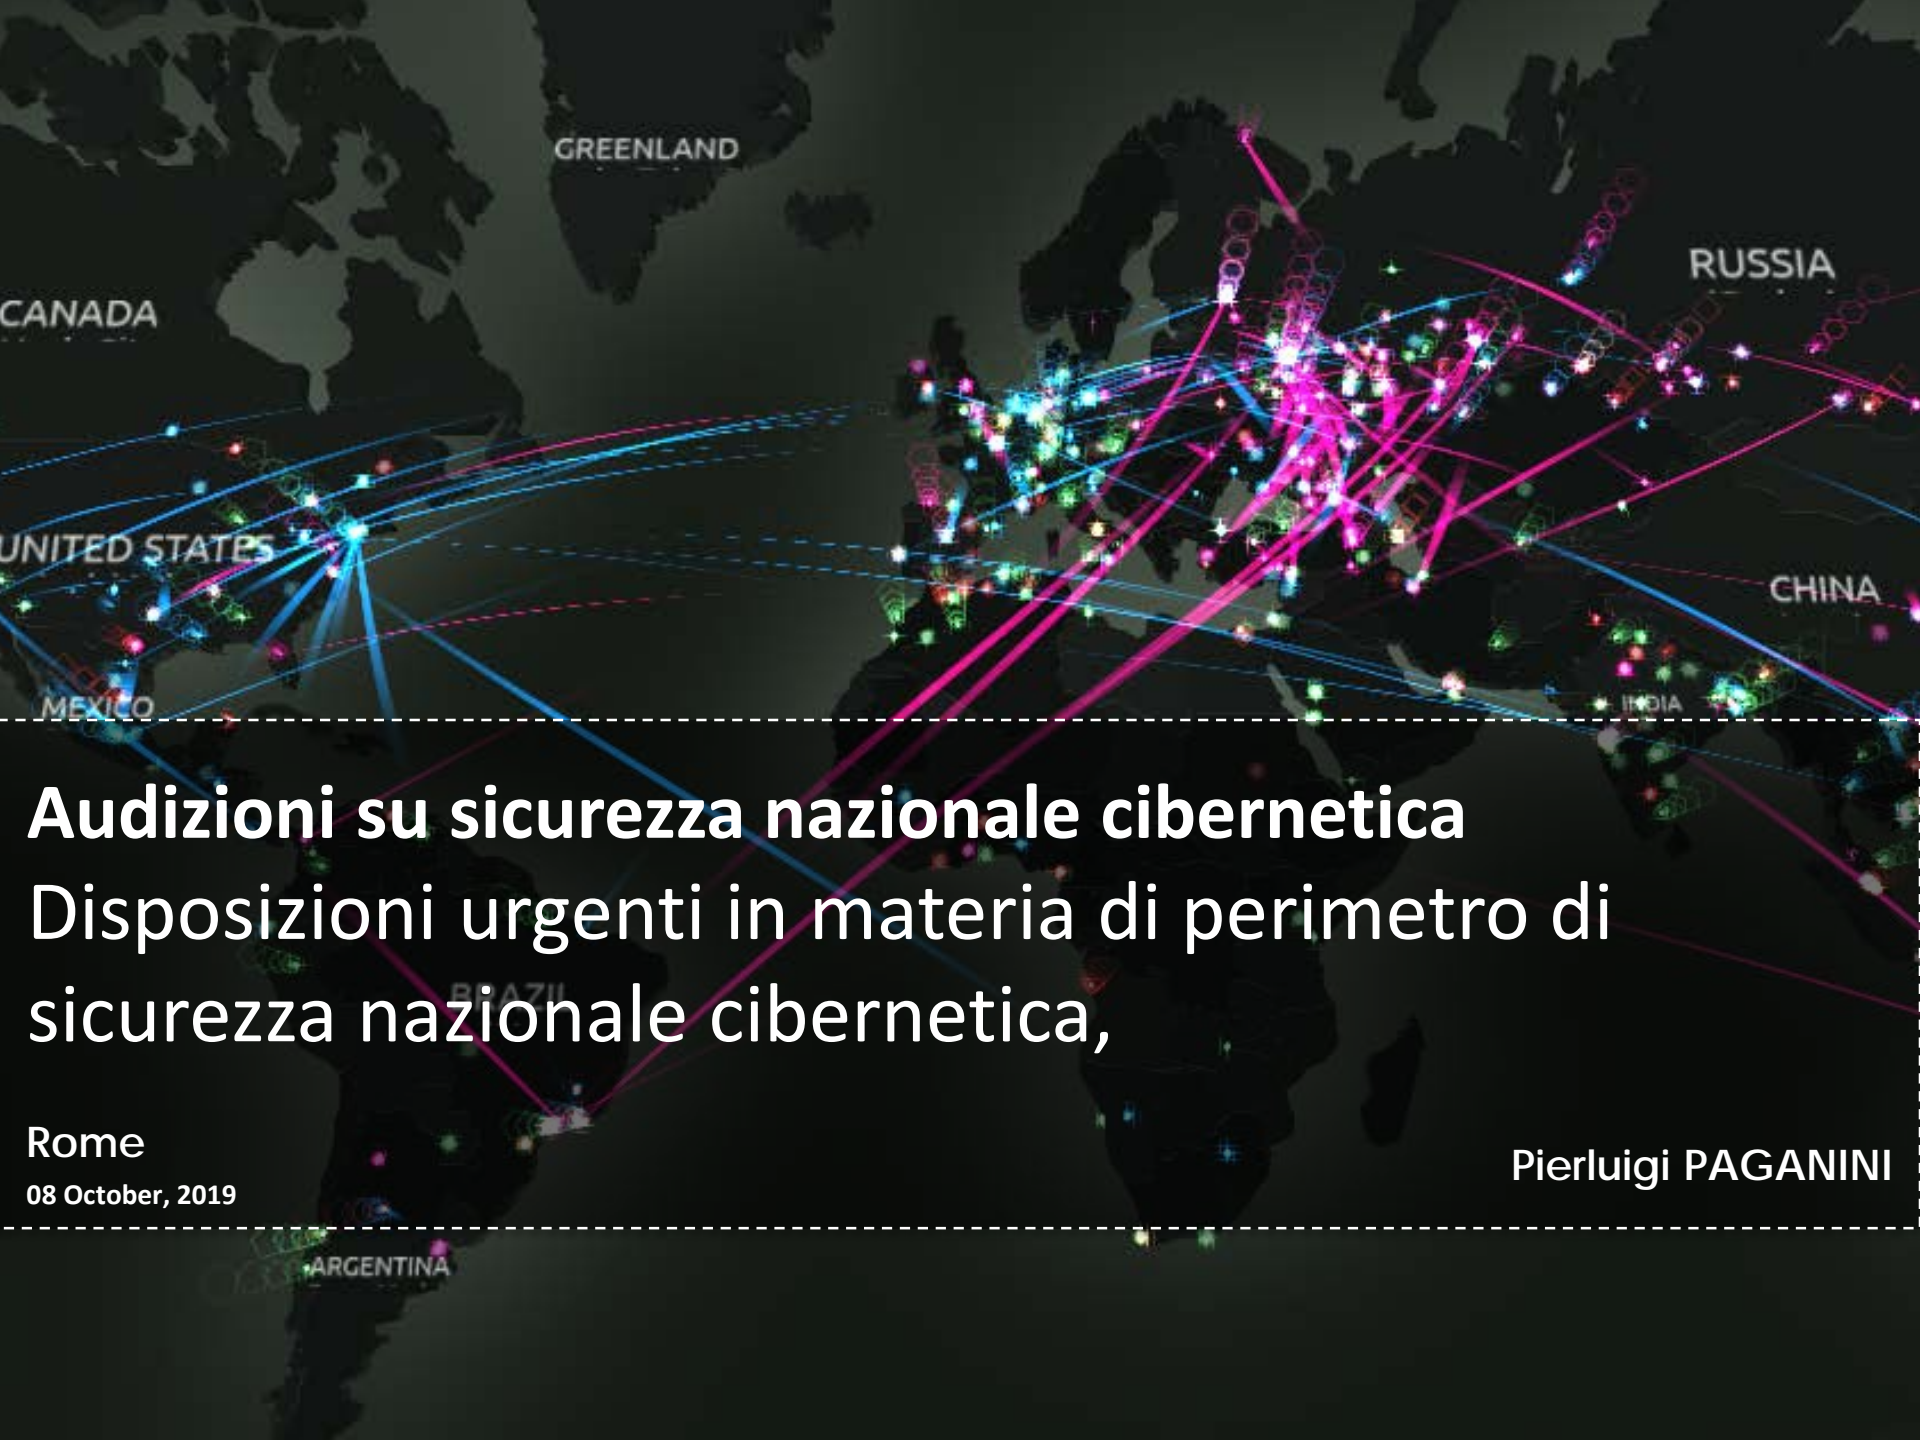 GREENLAND
RUSSIA
CANADA
UNITED STATES
CHINA
MEXICO
INDIA
Audizioni su sicurezza nazionale cibernetica
Disposizioni urgenti in materia di perimetro di
sicurezza nazionale cibernetica,
BRAZIL
Rome
Pierluigi PAGANINI
08 October, 2019
ARGENTINA